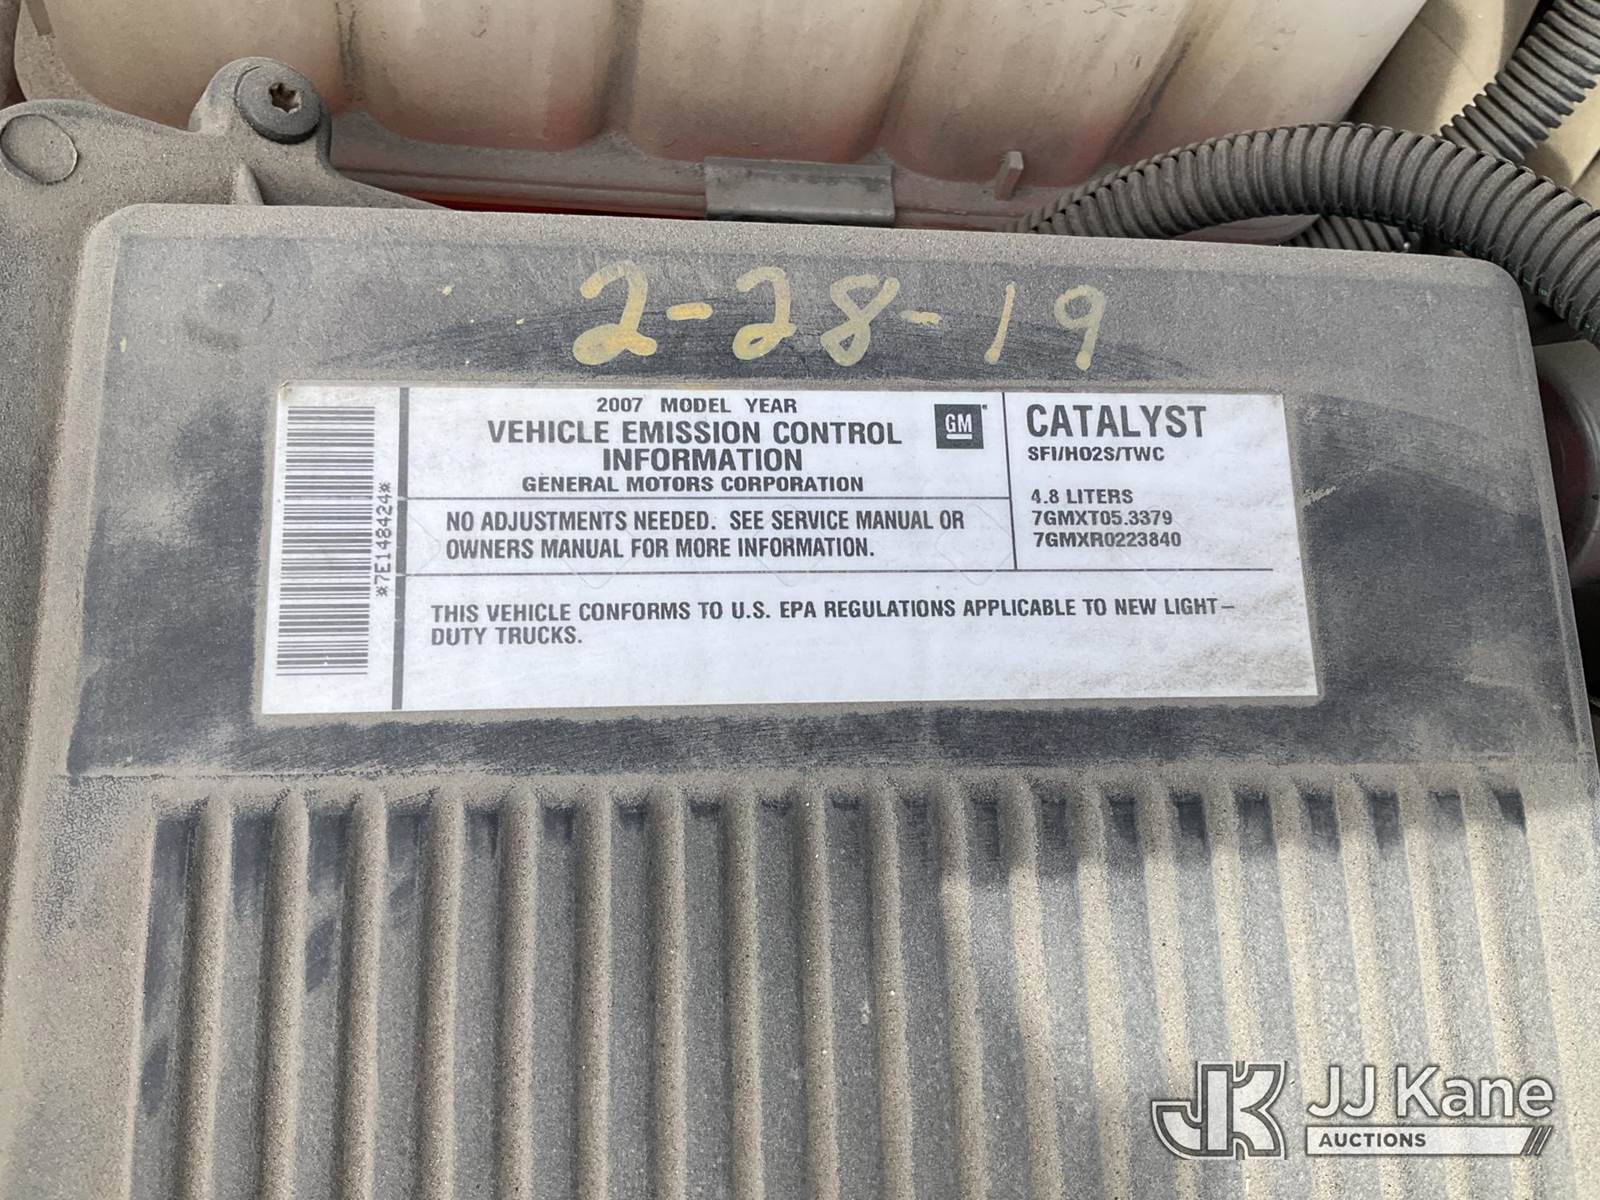 2-28-19
*7E148424*
2007 MODEL YEAR
VEHICLE EMISSION CONTROL
INFORMATION
GENERAL MOTORS CORPORATION
GM
NO ADJUSTMENTS NEEDED. SEE SERVICE MANUAL OR
OWNERS MANUAL FOR MORE INFORMATION.
CATALYST
SFI/HO2S/TWC
4.8 LITERS
7GMXT05.3379
7GMXR0223840
THIS VEHICLE CONFORMS TO U.S. EPA REGULATIONS APPLICABLE TO NEW LIGHT–
DUTY TRUCKS.
JK JJ Kane
AUCTIONS